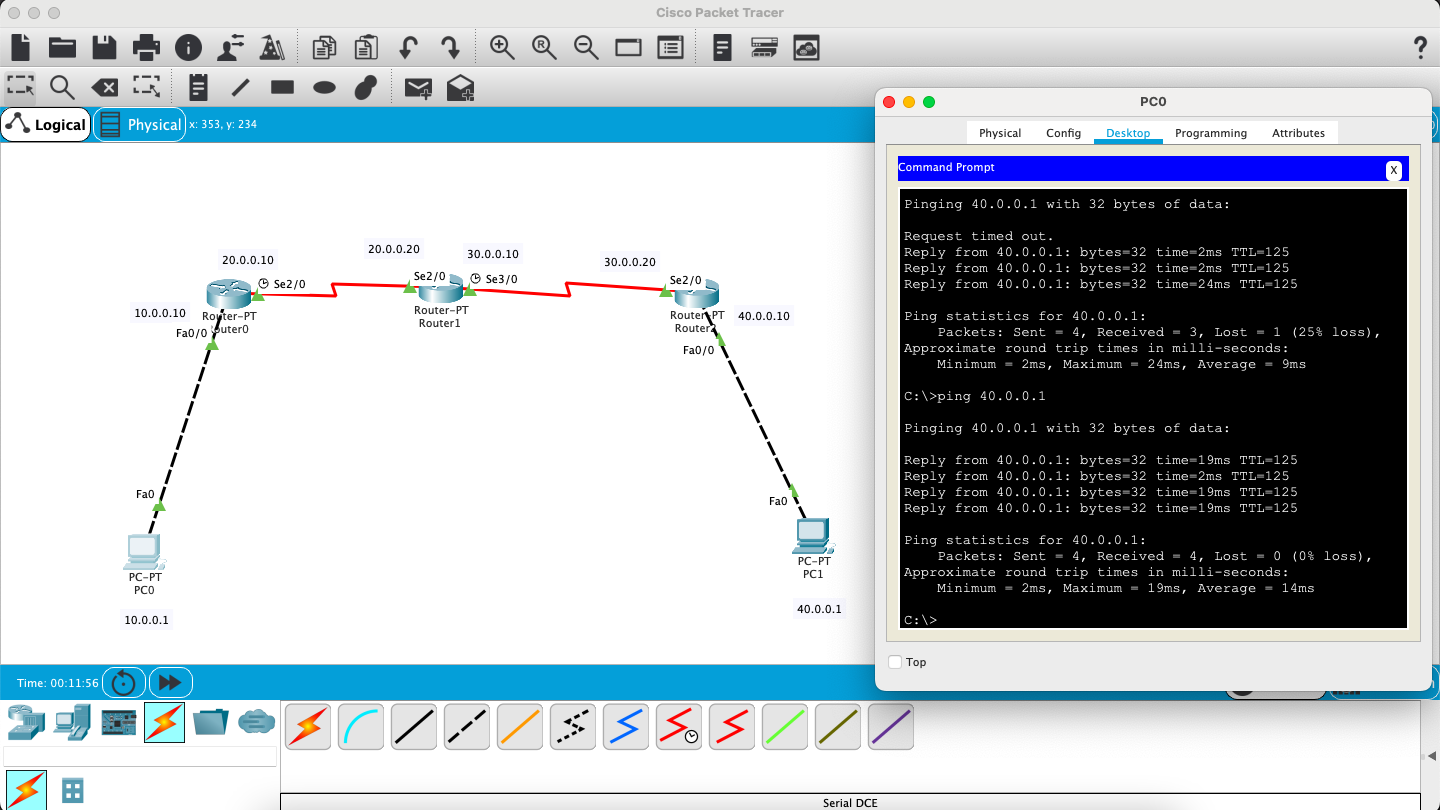 Cisco Packet Tracer
Logical
Physical
x: 353, y: 234
20.0.0.10
Se2/0
20.0.0.20
Se2/0
30.0.0.10
Se3/0
30.0.0.20
Se2/0
10.0.0.10
Router-PT
Fa0/0
Router-PT
Router1
Router-PT
40.0.0.10
Fa0/0
Fa0
PC-PT
PC0
10.0.0.1
Fa0
PC-PT
PC1
40.0.0.1
PC0
Physical Config Desktop Programming Attributes
Command Prompt
X
Pinging 40.0.0.1 with 32 bytes of data:
Request timed out.
Reply from 40.0.0.1: bytes=32 time=2ms TTL=125
Reply from 40.0.0.1: bytes=32 time=2ms TTL=125
Reply from 40.0.0.1: bytes=32 time=24ms TTL=125
Ping statistics for 40.0.0.1:
Packets: Sent = 4, Received = 3, Lost = 1 (25% loss),
Approximate round trip times in milli-seconds:
Minimum = 2ms, Maximum = 24ms, Average = 9ms
C:\>ping 40.0.0.1
Pinging 40.0.0.1 with 32 bytes of data:
Reply from 40.0.0.1: bytes=32 time=19ms TTL=125
Reply from 40.0.0.1: bytes=32 time=2ms TTL=125
Reply from 40.0.0.1: bytes=32 time=19ms TTL=125
Reply from 40.0.0.1: bytes=32 time=19ms TTL=125
Ping statistics for 40.0.0.1:
Packets: Sent = 4, Received = 4, Lost = 0 (0% loss),
Approximate round trip times in milli-seconds:
Minimum = 2ms, Maximum = 19ms, Average = 14ms
C:\>
Top
Time: 00:11:56
Serial DCE